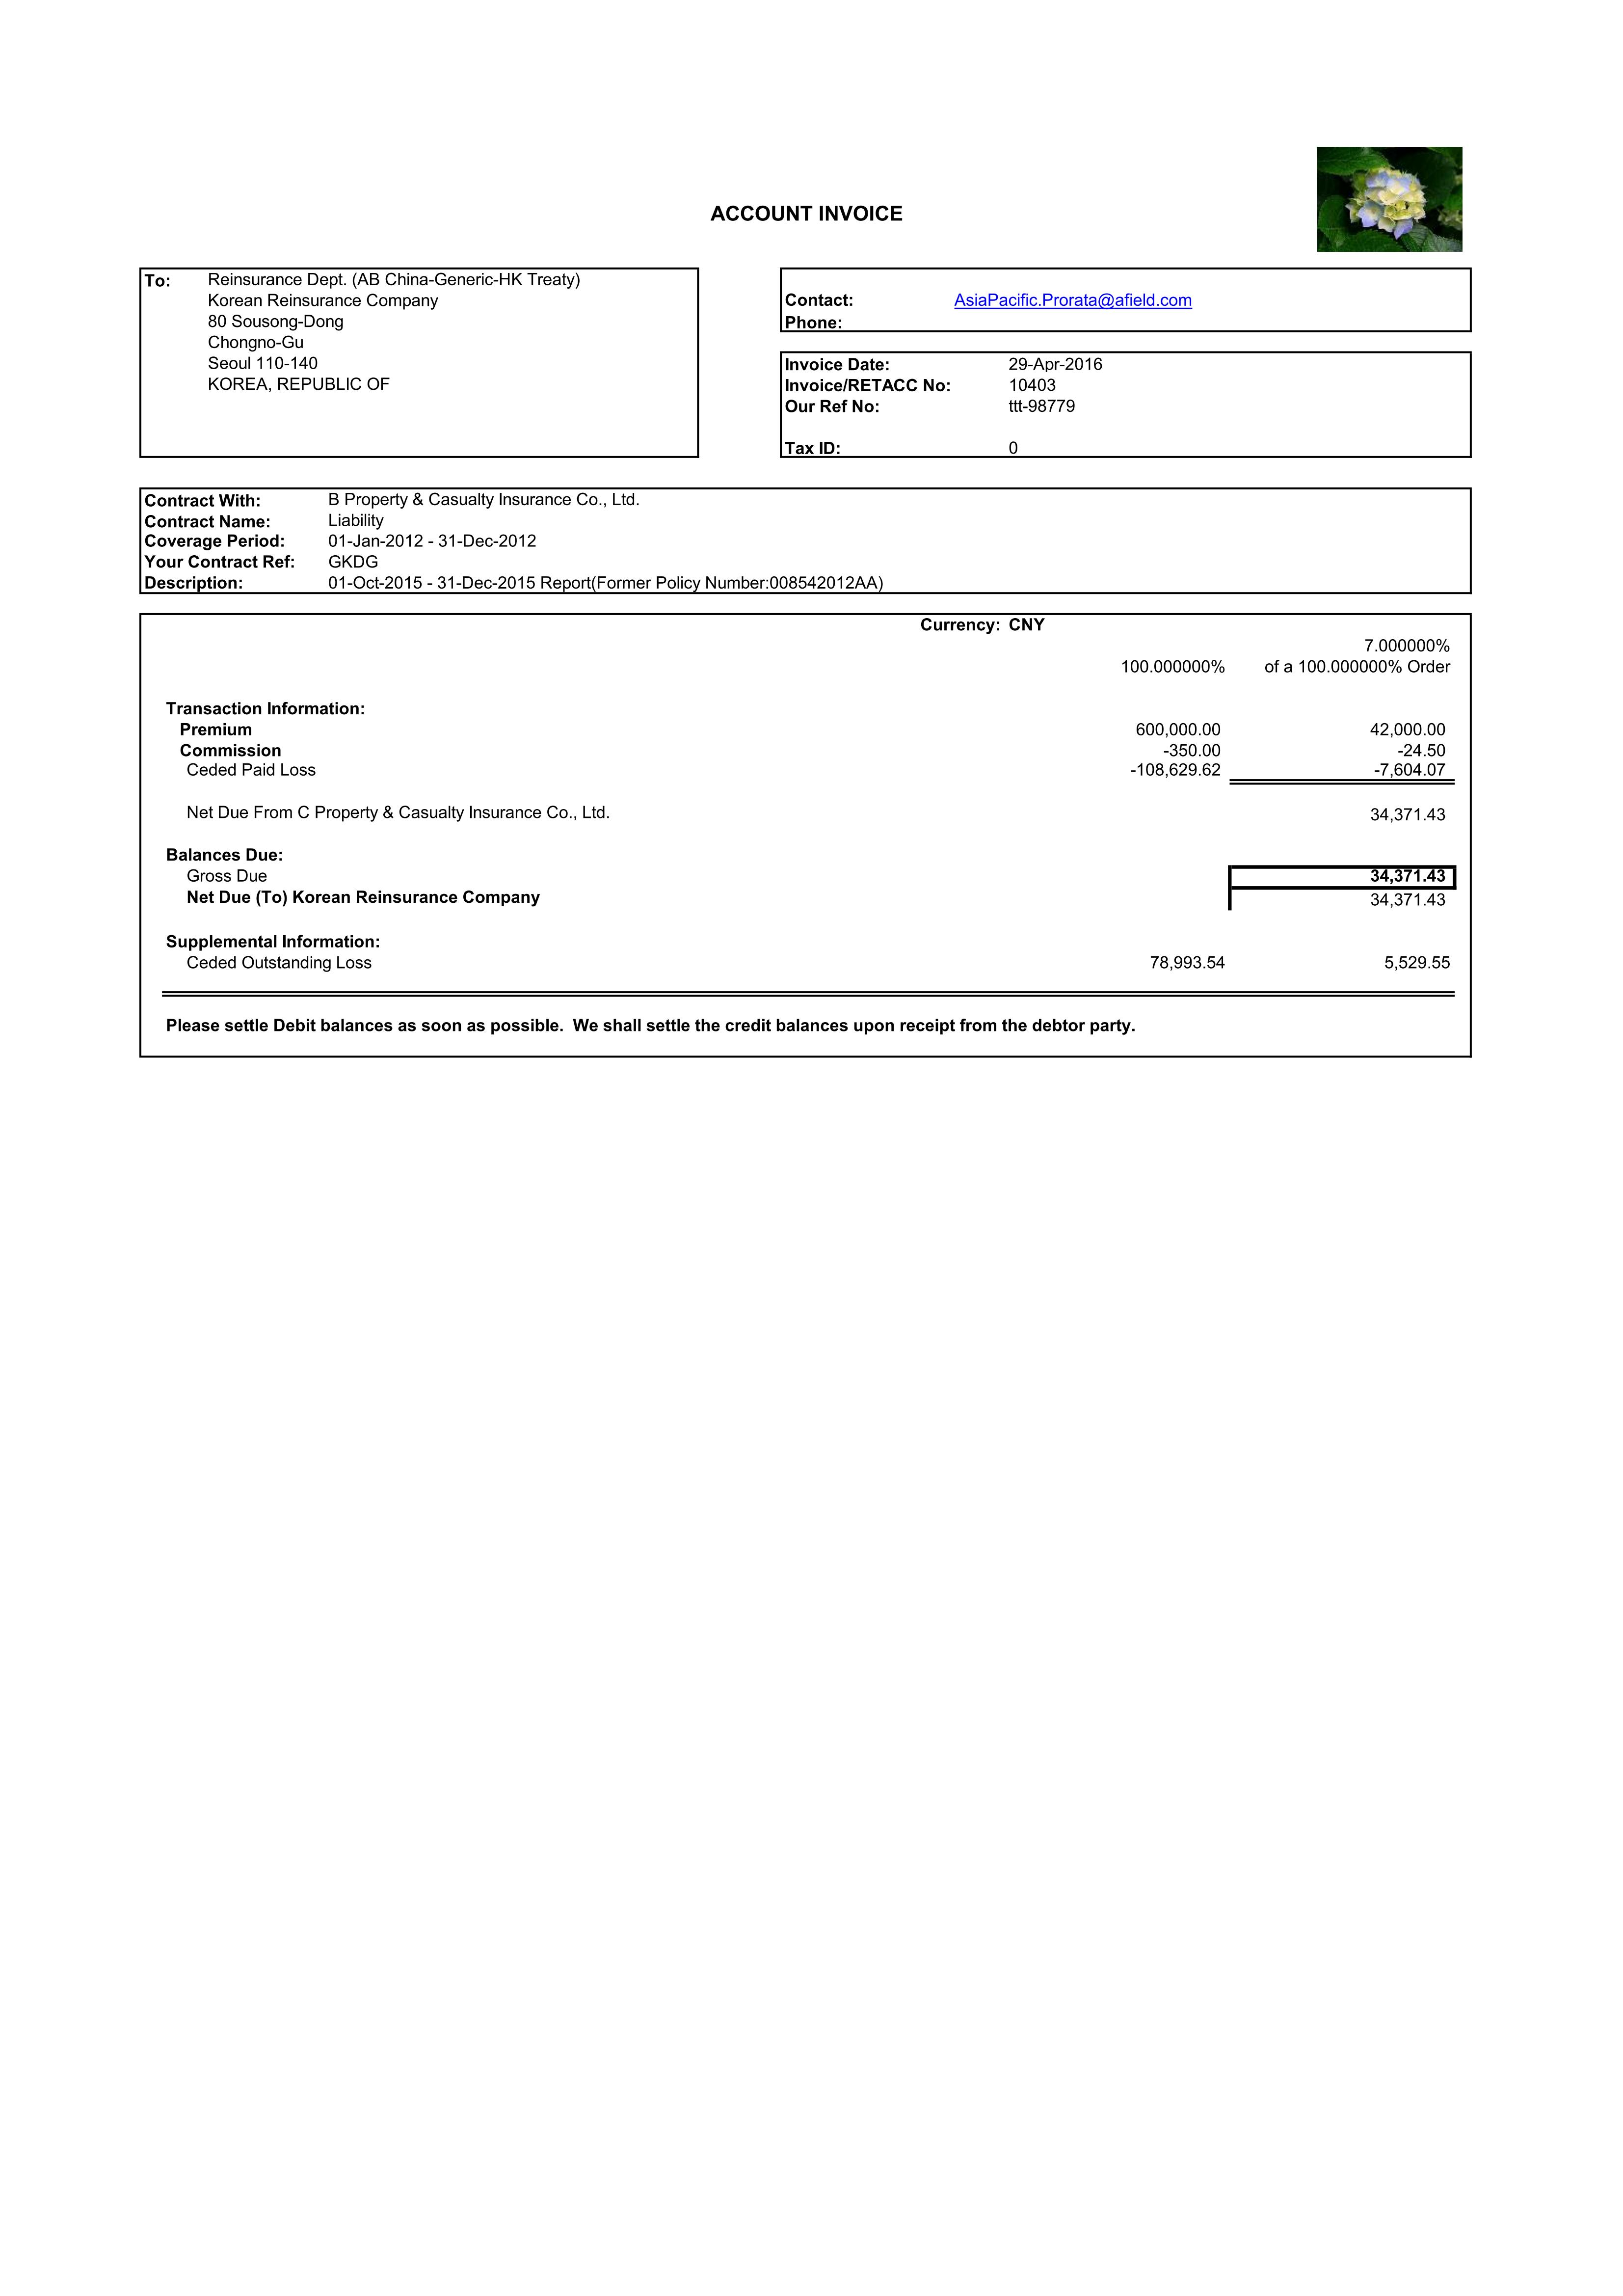 ACCOUNT INVOICE
To: Reinsurance Dept. (AB China-Generic-HK Treaty)
Korean Reinsurance Company
80 Sousong-Dong
Chongno-Gu
Seoul 110-140
KOREA, REPUBLIC OF
Contact: AsiaPacific.Prorata@afield.com
Phone:
Invoice Date: 29-Apr-2016
Invoice/RETACC No: 10403
Our Ref No: ttt-98779
Tax ID: 0
Contract With: B Property & Casualty Insurance Co., Ltd.
Contract Name: Liability
Coverage Period: 01-Jan-2012 - 31-Dec-2012
Your Contract Ref: GKDG
Description: 01-Oct-2015 - 31-Dec-2015 Report(Former Policy Number:008542012AA)
Currency: CNY
7.000000%
100.000000% of a 100.000000% Order
Transaction Information:
Premium 600,000.00 42,000.00
Commission -350.00 -24.50
Ceded Paid Loss -108,629.62 -7,604.07
Net Due From C Property & Casualty Insurance Co., Ltd. 34,371.43
Balances Due:
Gross Due 34,371.43
Net Due (To) Korean Reinsurance Company 34,371.43
Supplemental Information:
Ceded Outstanding Loss 78,993.54 5,529.55
Please settle Debit balances as soon as possible. We shall settle the credit balances upon receipt from the debtor party.